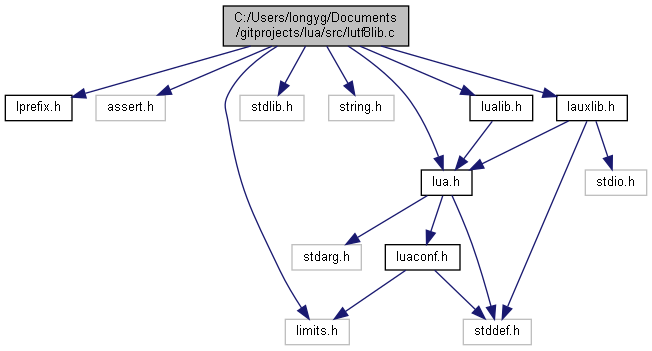 C:/Users/longyg/Documents
/gitprojects/lua/src/lutf8lib.c
lprefix.h
assert.h
stdlib.h
string.h
lualib.h
lauxlib.h
lua.h
stdio.h
stdarg.h
luaconf.h
limits.h
stddef.h